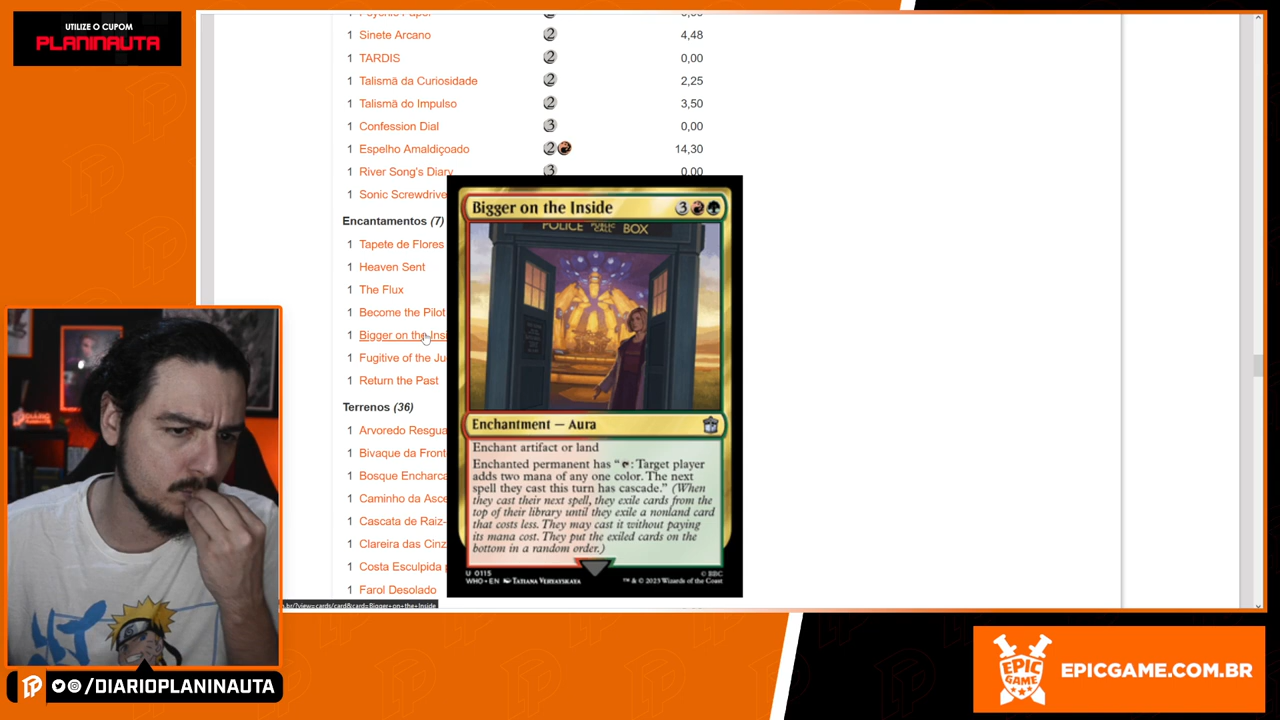 UTILIZE O CUPOM
PLANINAUTA
1 Sinete Arcano 2 4,48
1 TARDIS 2 0,00
1 Talismã da Curiosidade 2 2,25
1 Talismã do Impulso 2 3,50
1 Confession Dial 3 0,00
1 Espelho Amaldiçoado 2 14,30
1 River Song's Diary 3 0,00
1 Sonic Screwdrive
Encantamentos (7)
1 Tapete de Flores
1 Heaven Sent
1 The Flux
1 Become the Pilot
1 Bigger on the Insi
1 Fugitive of the Ju
1 Return the Past
Terrenos (36)
1 Arvoredo Resgua
1 Bivaque da Front
1 Bosque Encharca
1 Caminho da Asce
1 Cascata de Raiz-
1 Clareira das Cinz
1 Costa Esculpida
1 Farol Desolado
Bigger on the Inside 3
POLICE PUBLIC CALL BOX
Enchantment — Aura
Enchant artifact or land
Enchanted permanent has “: Target player
adds two mana of any one color. The next
spell they cast this turn has cascade.” (When
they cast their next spell, they exile cards from the
top of their library until they exile a nonland card
that costs less. They may cast it without paying
its mana cost. They put the exiled cards on the
bottom in a random order.)
U 0115 © BBC
WHO • EN ™ & © 2023 Wizards of the Coast
/DIARIOPLANINAUTA
EPIC
GAME
EPICGAME.COM.BR